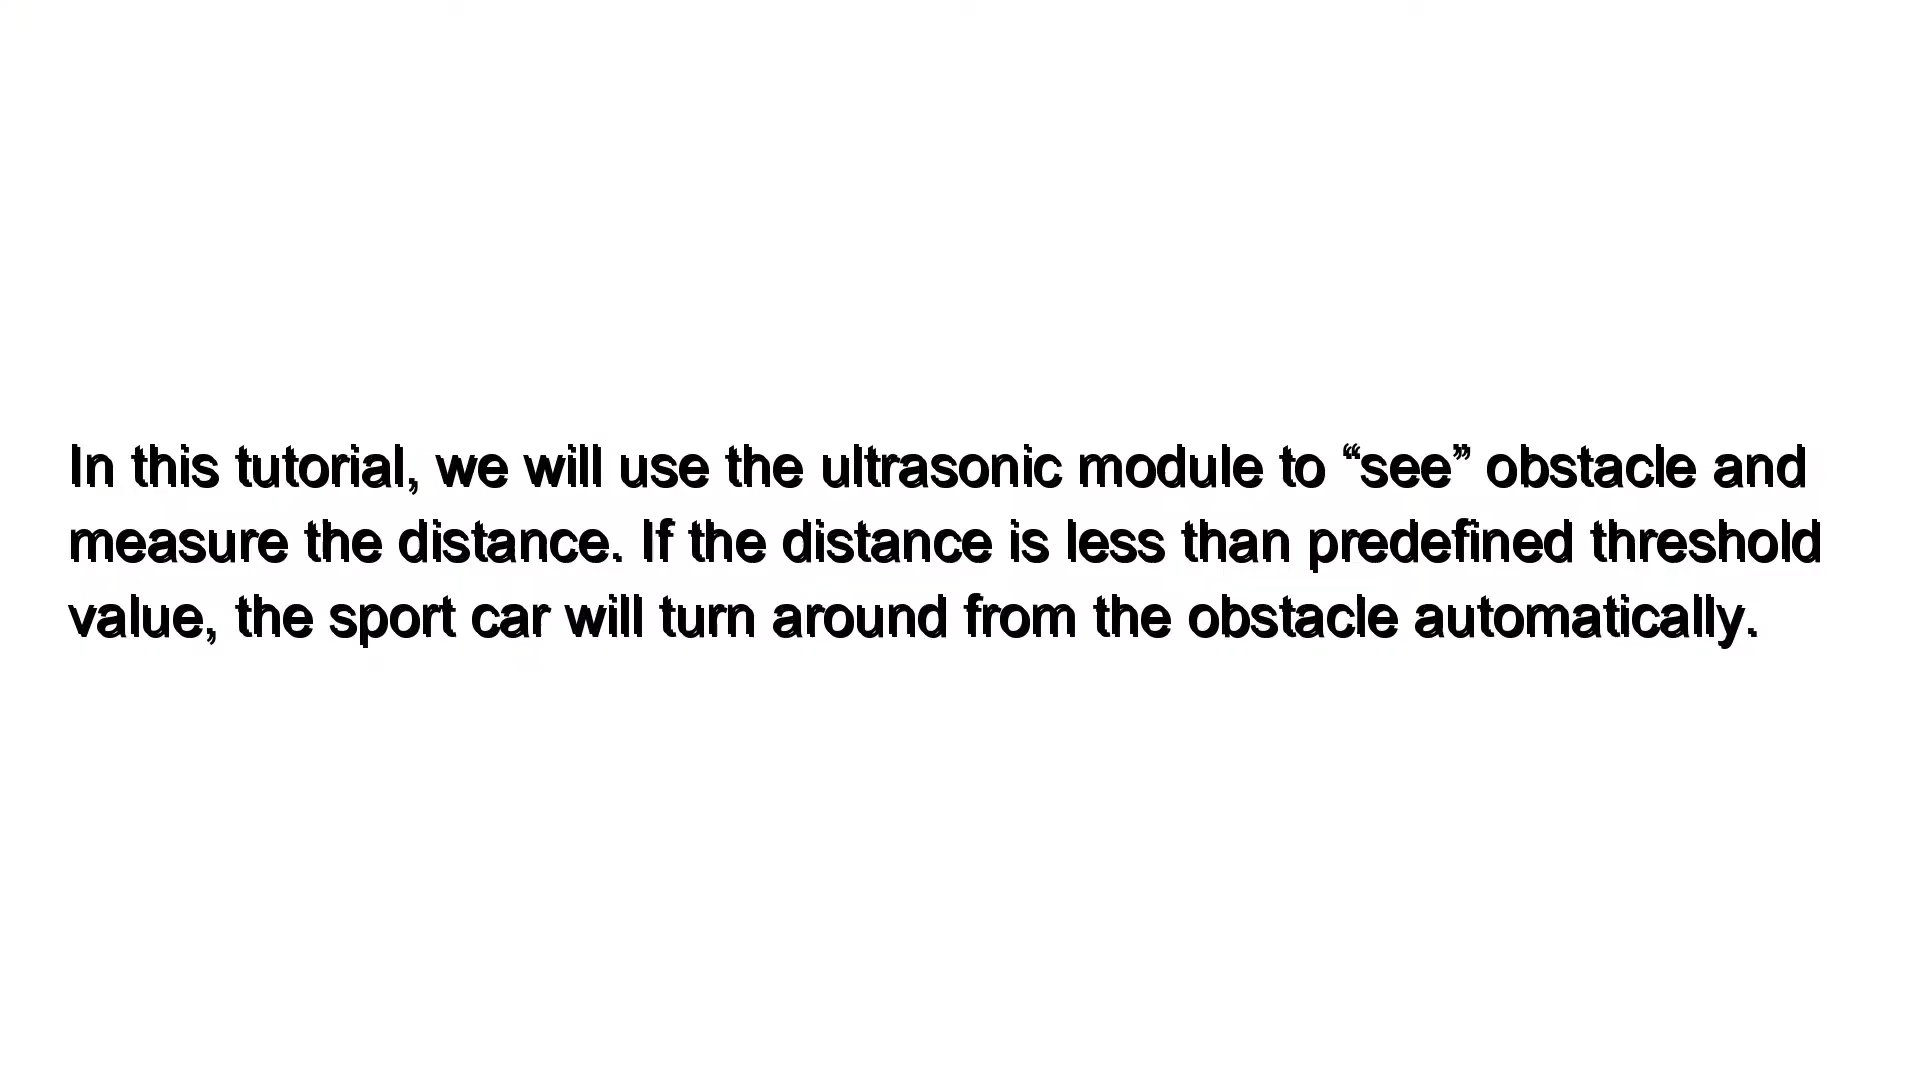 In this tutorial, we will use the ultrasonic module to “see” obstacle and
measure the distance. If the distance is less than predefined threshold
value, the sport car will turn around from the obstacle automatically.